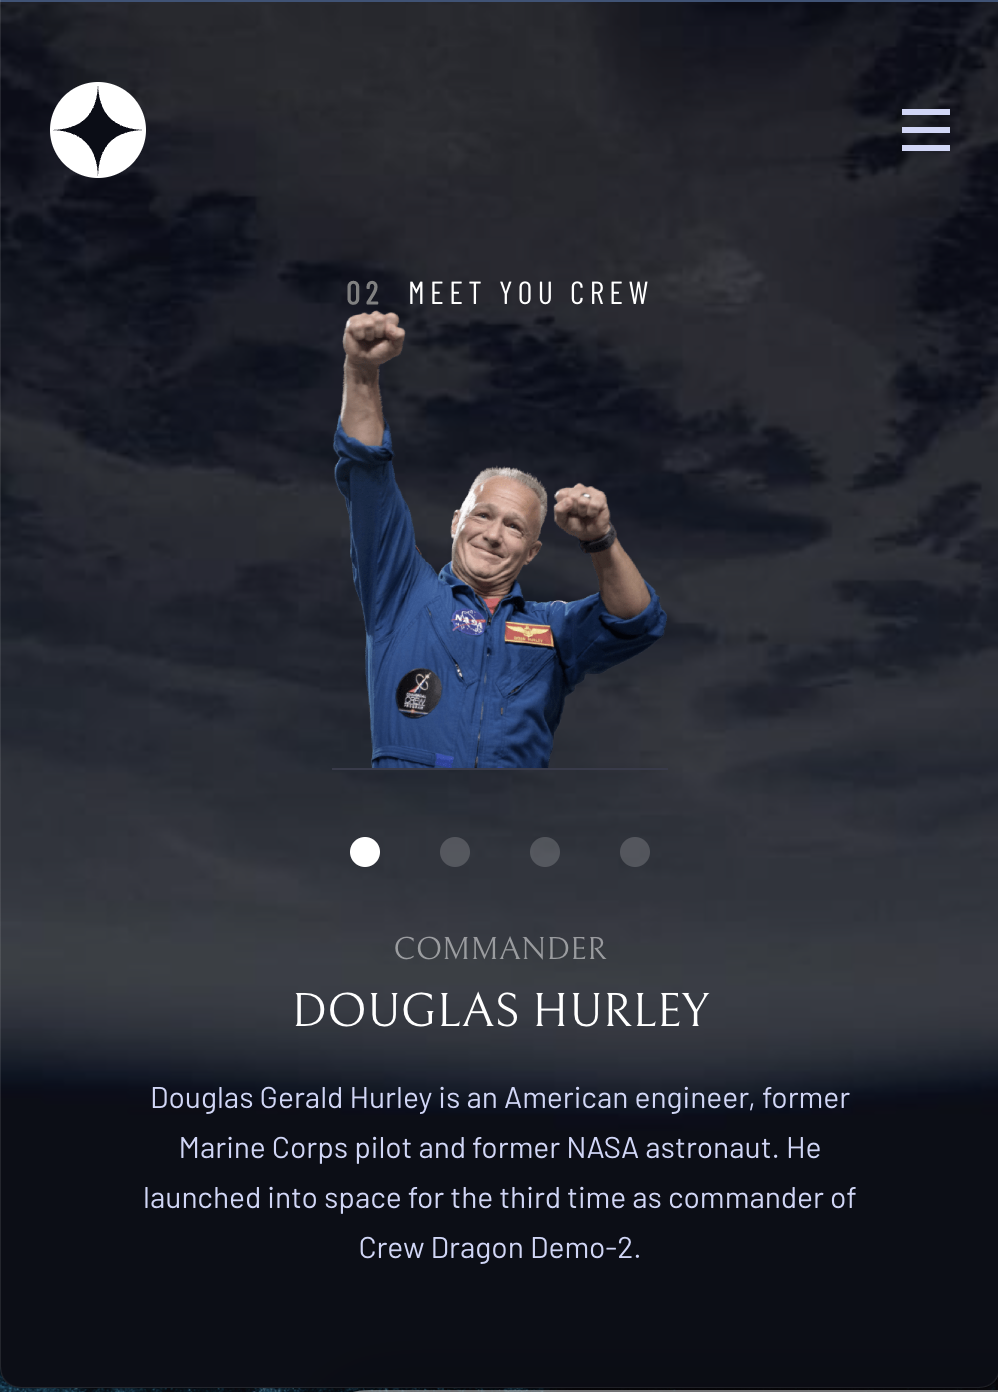 02 MEET YOU CREW
NASA
CREW
COMMANDER
DOUGLAS HURLEY
Douglas Gerald Hurley is an American engineer, former
Marine Corps pilot and former NASA astronaut. He
launched into space for the third time as commander of
Crew Dragon Demo-2.